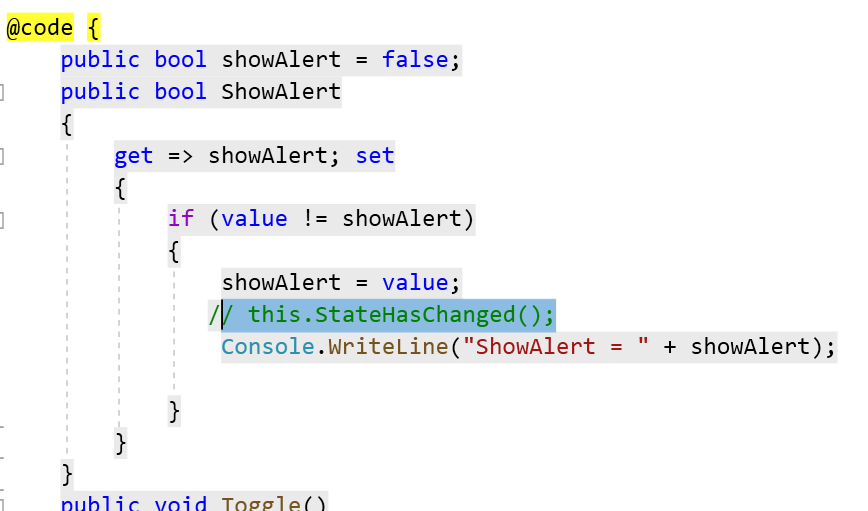 @code {
public bool showAlert = false;
public bool ShowAlert
{
get => showAlert; set
{
if (value != showAlert)
{
showAlert = value;
// this.StateHasChanged();
Console.WriteLine("ShowAlert = " + showAlert);
}
}
}
public void Toggle()